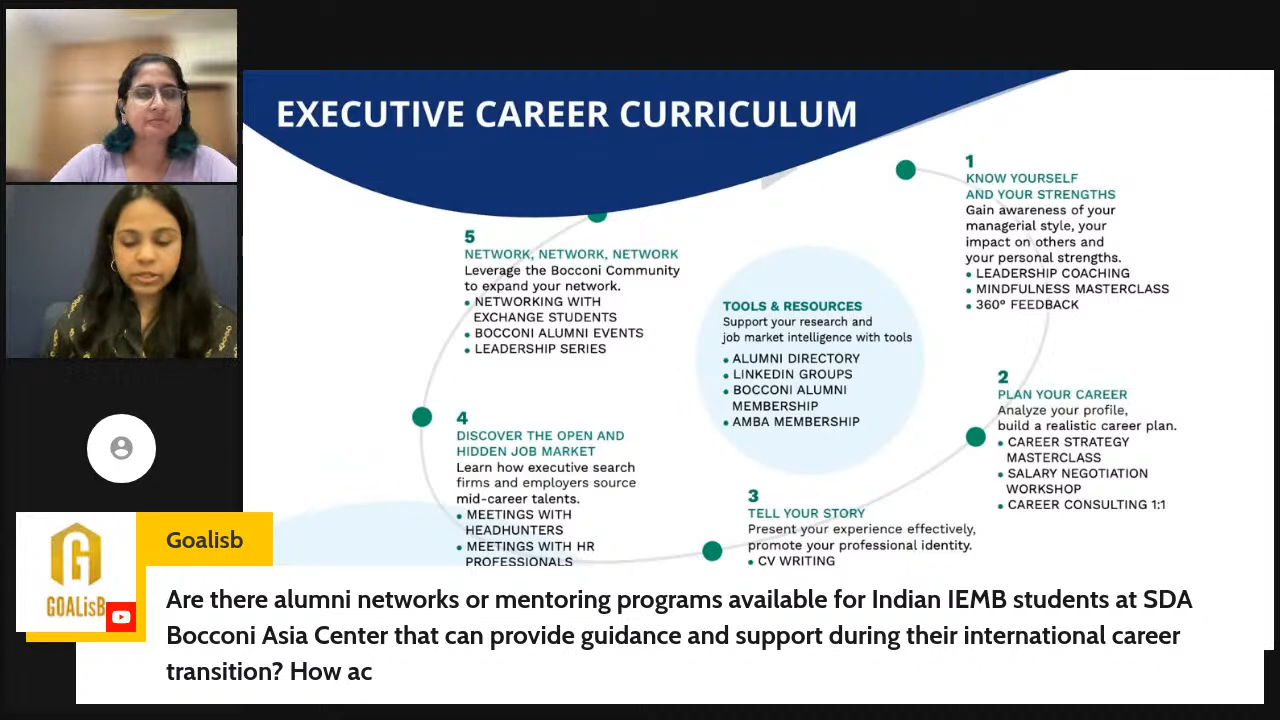 EXECUTIVE CAREER CURRICULUM
1
KNOW YOURSELF
AND YOUR STRENGTHS
Gain awareness of your
managerial style, your
impact on others and
your personal strengths.
• LEADERSHIP COACHING
• MINDFULNESS MASTERCLASS
• 360° FEEDBACK
2
PLAN YOUR CAREER
Analyze your profile,
build a realistic career plan.
• CAREER STRATEGY
MASTERCLASS
• SALARY NEGOTIATION
WORKSHOP
• CAREER CONSULTING 1:1
3
TELL YOUR STORY
Present your experience effectively,
promote your professional identity.
• CV WRITING
4
DISCOVER THE OPEN AND
HIDDEN JOB MARKET
Learn how executive search
firms and employers source
mid-career talents.
• MEETINGS WITH
HEADHUNTERS
• MEETINGS WITH HR
PROFESSIONALS
5
NETWORK, NETWORK, NETWORK
Leverage the Bocconi Community
to expand your network.
• NETWORKING WITH
EXCHANGE STUDENTS
• BOCCONI ALUMNI EVENTS
• LEADERSHIP SERIES
TOOLS & RESOURCES
Support your research and
job market intelligence with tools
• ALUMNI DIRECTORY
• LINKEDIN GROUPS
• BOCCONI ALUMNI
MEMBERSHIP
• AMBA MEMBERSHIP
GOALisB
Goalisb
Are there alumni networks or mentoring programs available for Indian IEMB students at SDA
Bocconi Asia Center that can provide guidance and support during their international career
transition? How ac